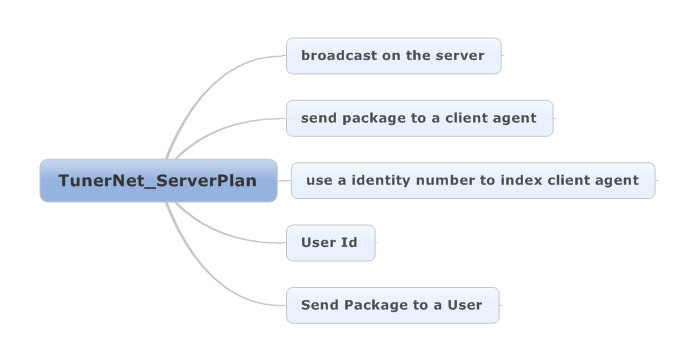 broadcast on the server
send package to a client agent
TunerNet_ServerPlan
use a identity number to index client agent
User Id
Send Package to a User